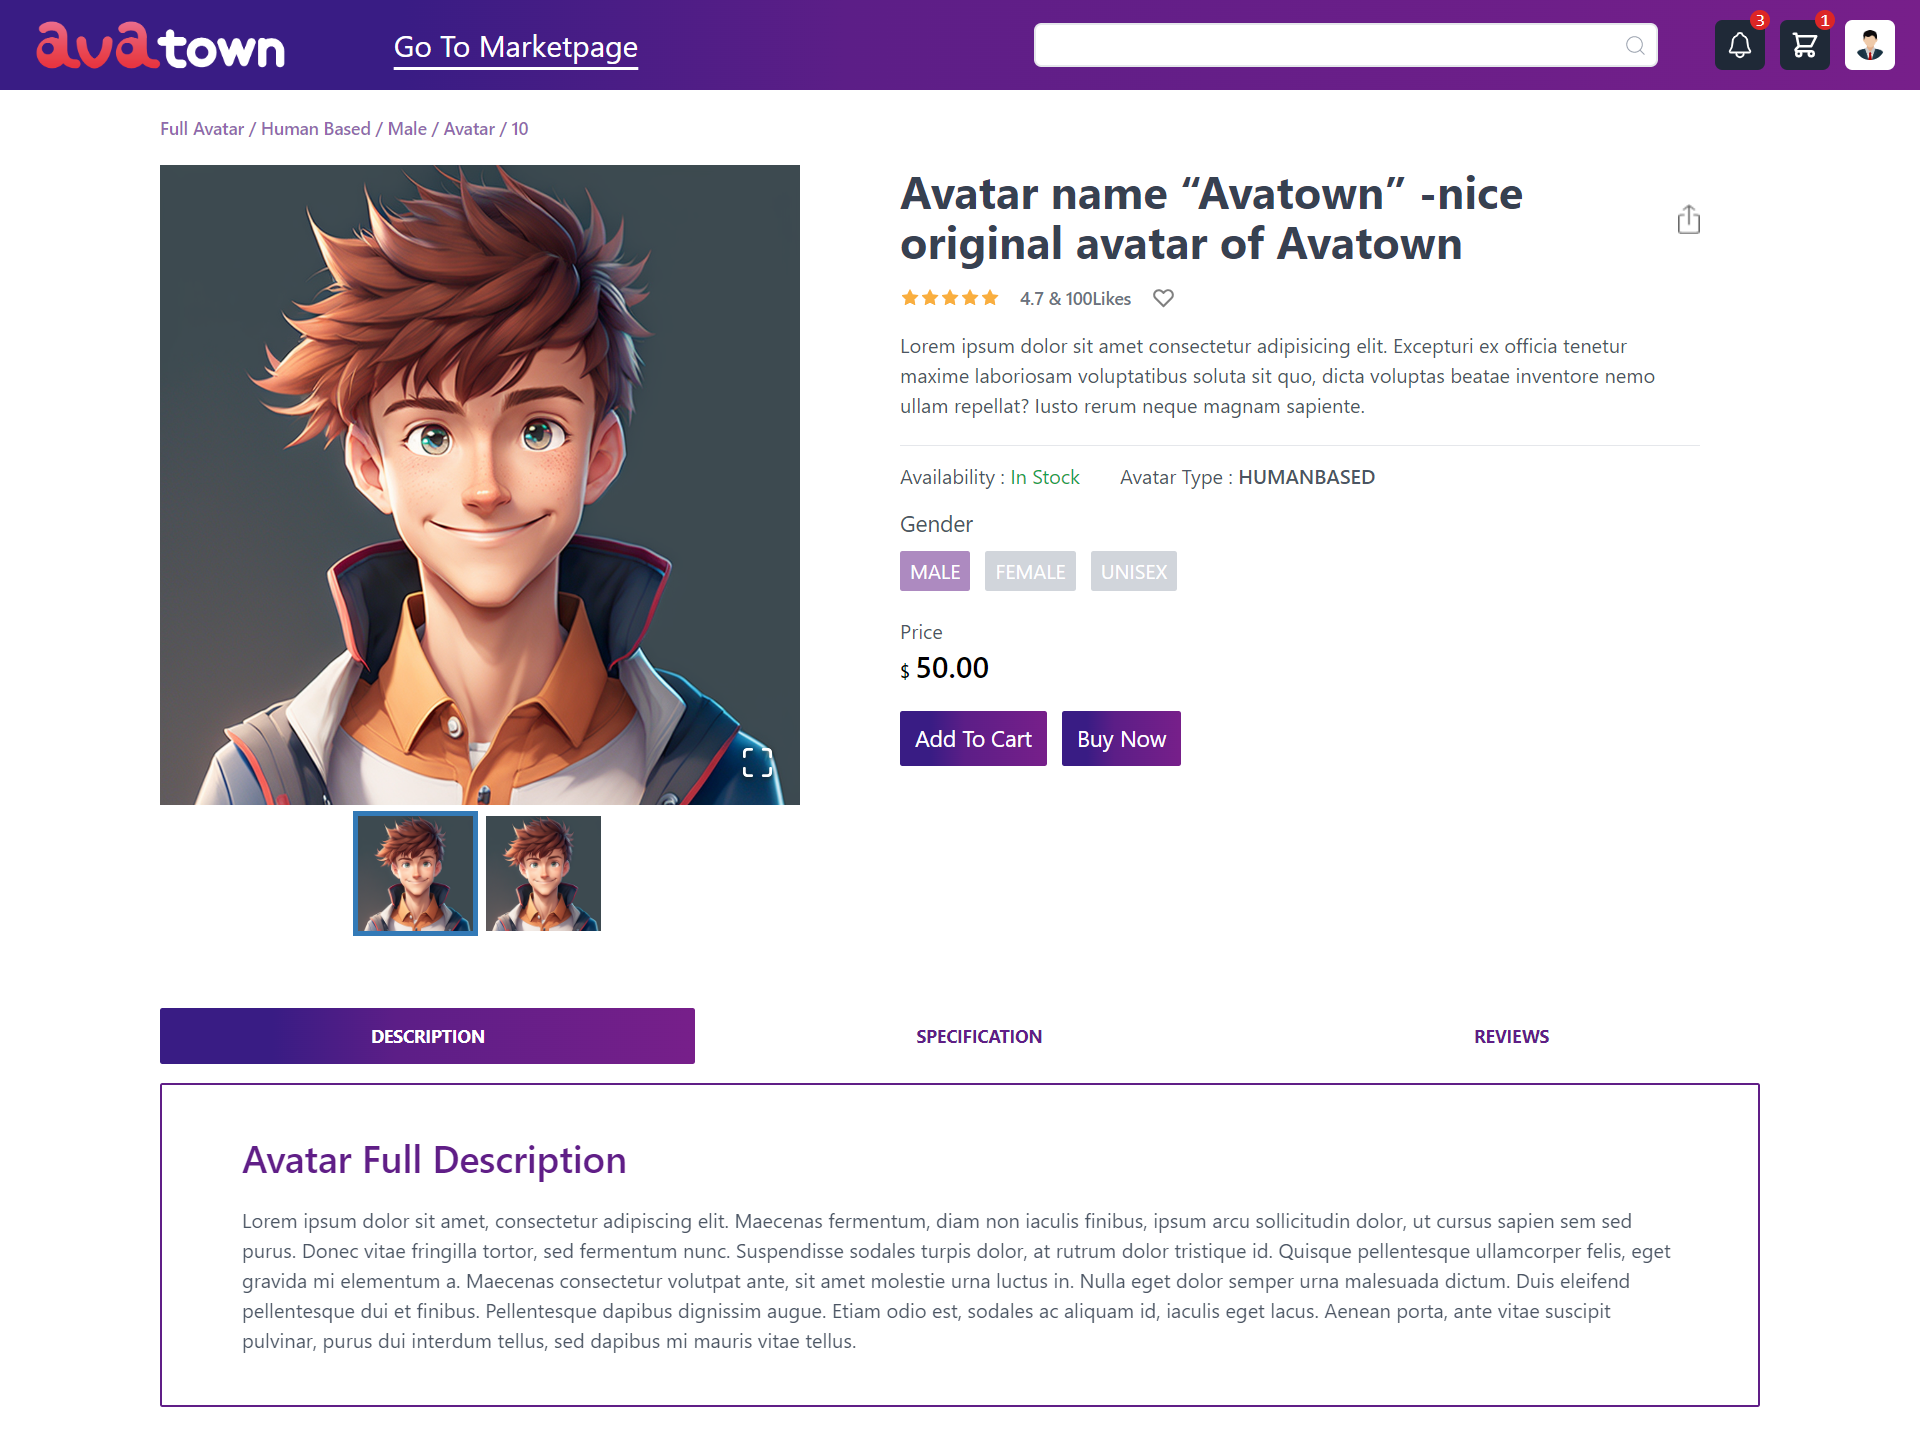 avatown
Go To Marketpage
3
1
Full Avatar / Human Based / Male / Avatar / 10
Avatar name “Avatown” -nice
original avatar of Avatown
4.7 & 100Likes
Lorem ipsum dolor sit amet consectetur adipisicing elit. Excepturi ex officia tenetur
maxime laboriosam voluptatibus soluta sit quo, dicta voluptas beatae inventore nemo
ullam repellat? Iusto rerum neque magnam sapiente.
Availability : In Stock Avatar Type : HUMANBASED
Gender
MALE FEMALE UNISEX
Price
$ 50.00
Add To Cart Buy Now
DESCRIPTION SPECIFICATION REVIEWS
Avatar Full Description
Lorem ipsum dolor sit amet, consectetur adipiscing elit. Maecenas fermentum, diam non iaculis finibus, ipsum arcu sollicitudin dolor, ut cursus sapien sem sed
purus. Donec vitae fringilla tortor, sed fermentum nunc. Suspendisse sodales turpis dolor, at rutrum dolor tristique id. Quisque pellentesque ullamcorper felis, eget
gravida mi elementum a. Maecenas consectetur volutpat ante, sit amet molestie urna luctus in. Nulla eget dolor semper urna malesuada dictum. Duis eleifend
pellentesque dui et finibus. Pellentesque dapibus dignissim augue. Etiam odio est, sodales ac aliquam id, iaculis eget lacus. Aenean porta, ante vitae suscipit
pulvinar, purus dui interdum tellus, sed dapibus mi mauris vitae tellus.